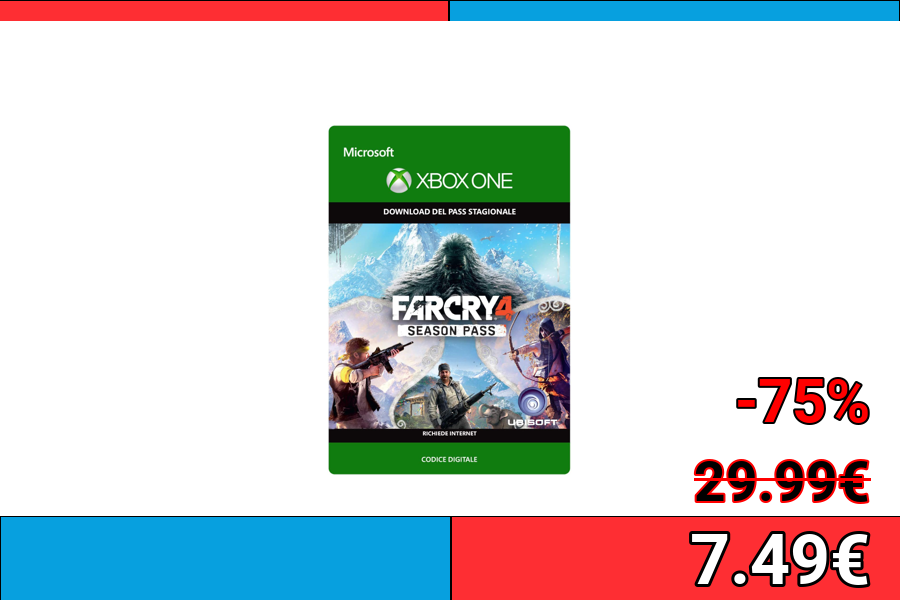 Microsoft
XBOX ONE
DOWNLOAD DEL PASS STAGIONALE
FARCRY4
SEASON PASS
UBISOFT
RICHIEDE INTERNET
CODICE DIGITALE
-75%
29.99€
7.49€